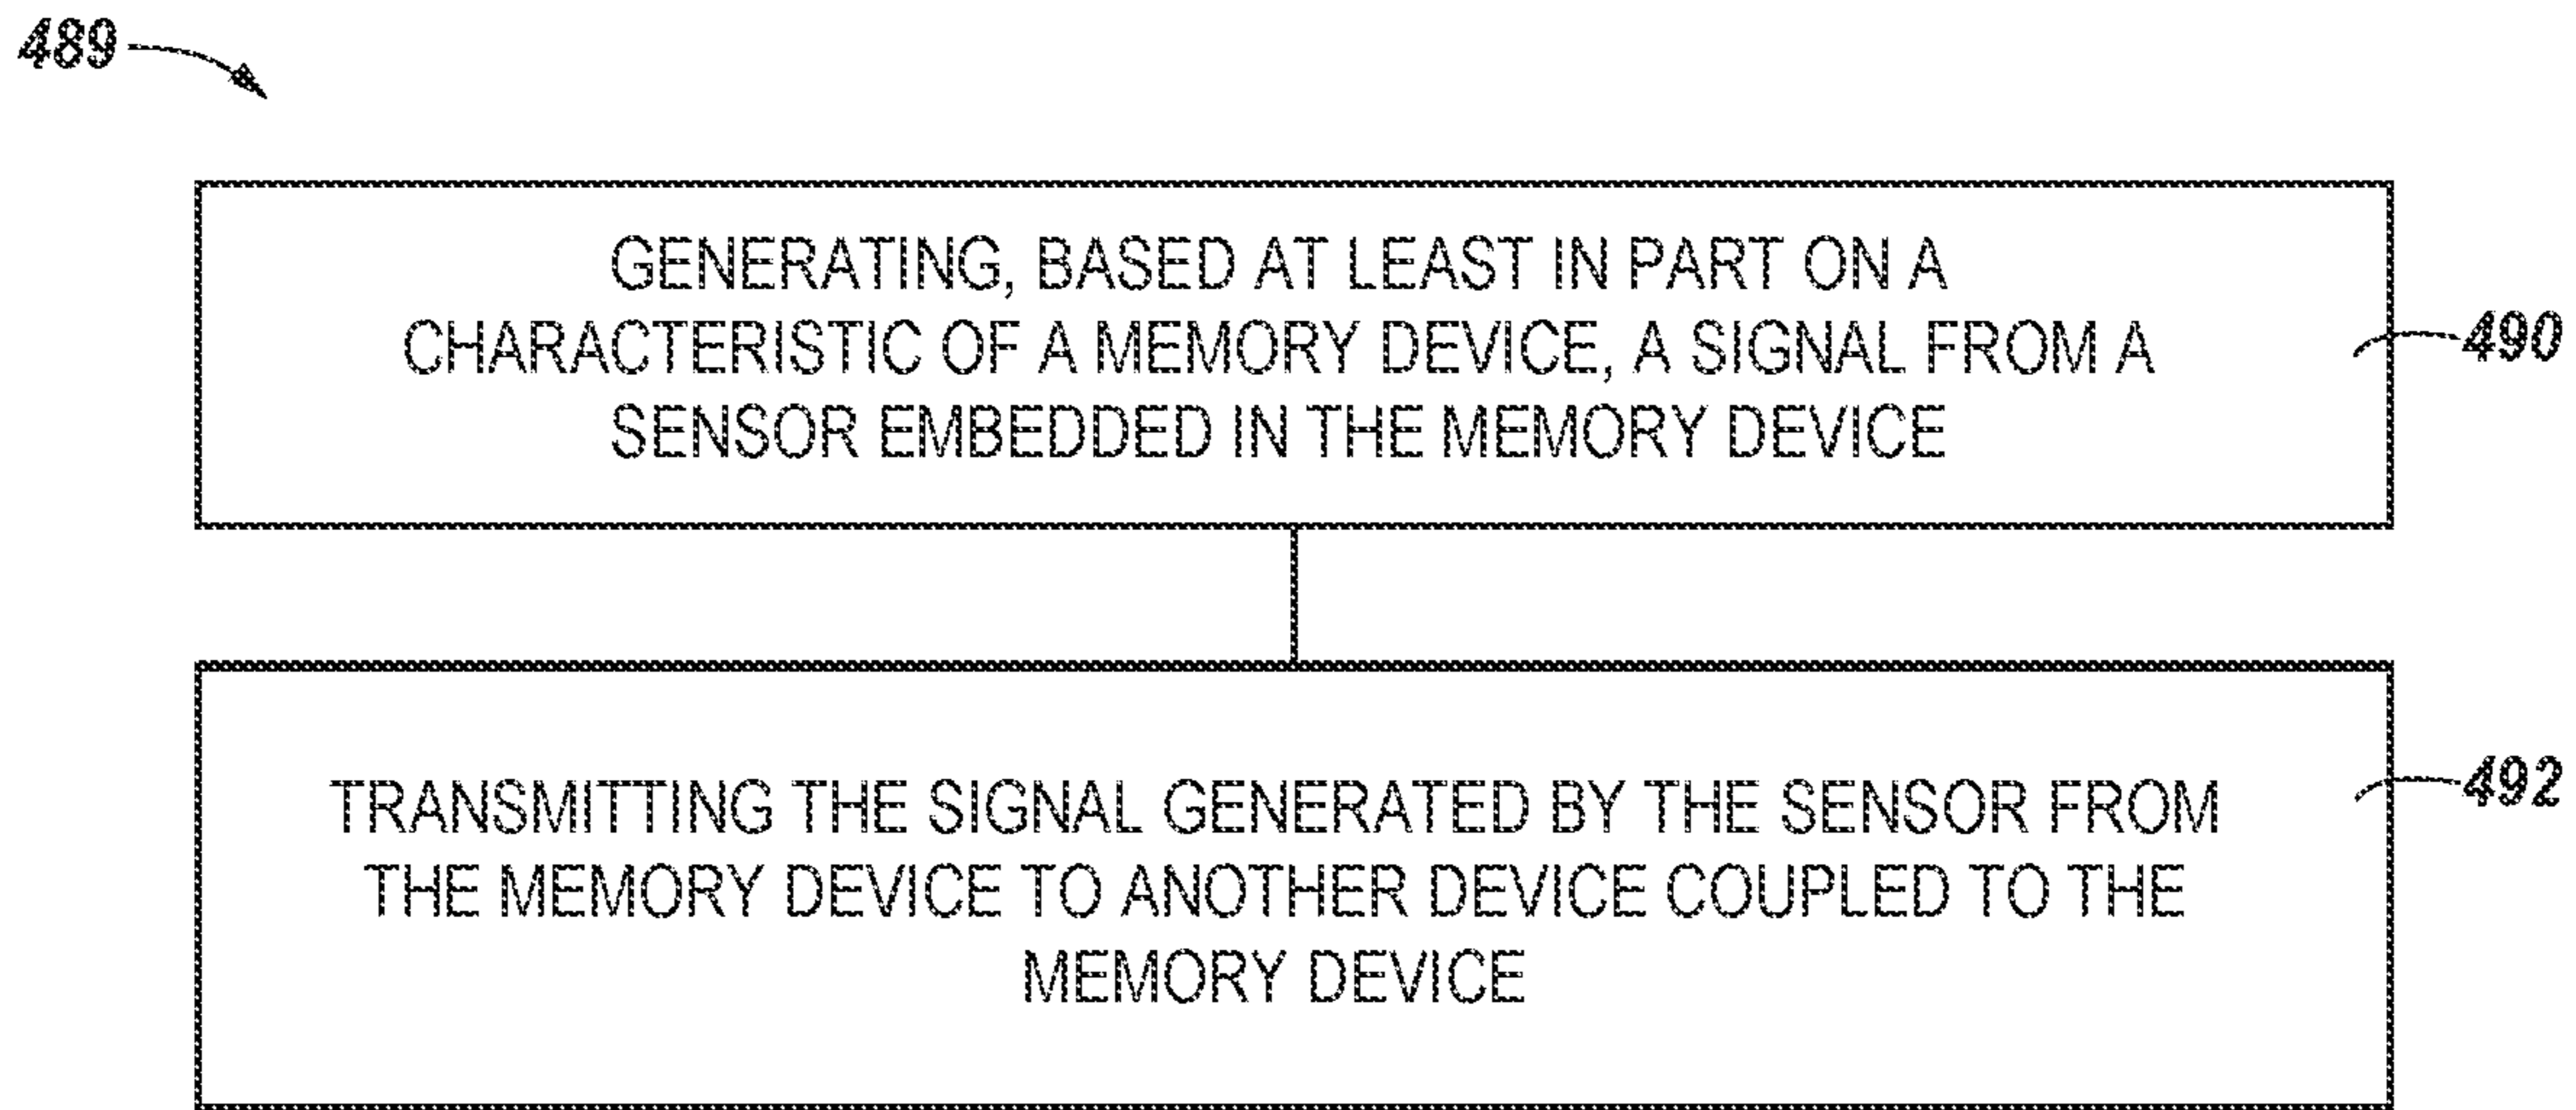 489
GENERATING, BASED AT LEAST IN PART ON A
CHARACTERISTIC OF A MEMORY DEVICE, A SIGNAL FROM A
SENSOR EMBEDDED IN THE MEMORY DEVICE
490
TRANSMITTING THE SIGNAL GENERATED BY THE SENSOR FROM
THE MEMORY DEVICE TO ANOTHER DEVICE COUPLED TO THE
MEMORY DEVICE
492